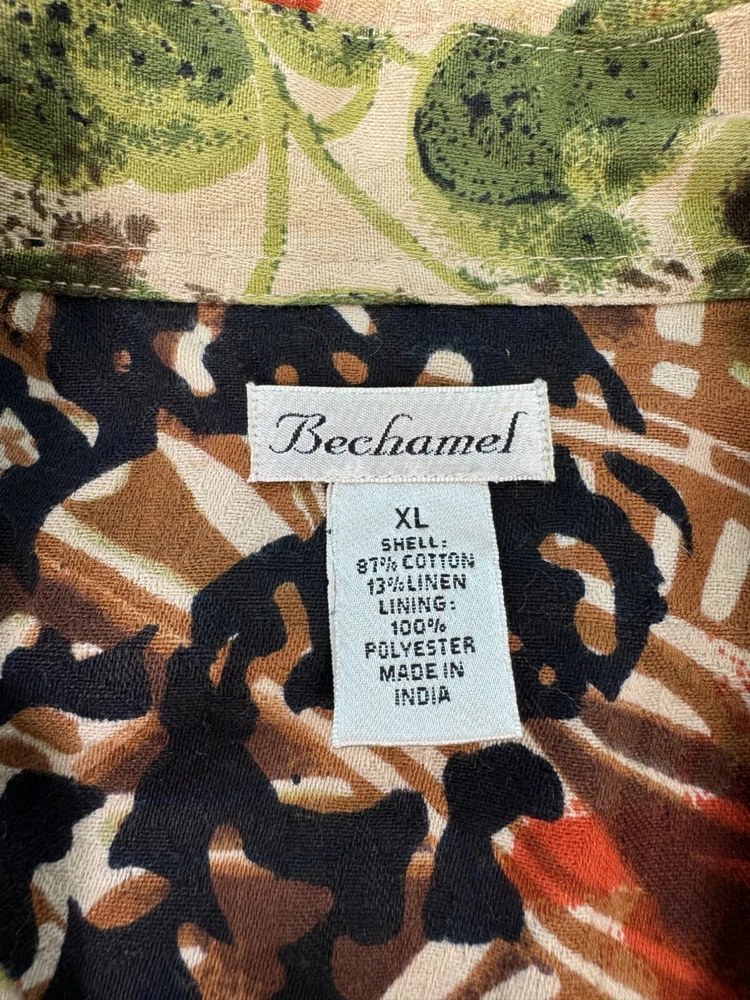 Bechamel
XL
SHELL:
87% COTTON
13% LINEN
LINING:
100%
POLYESTER
MADE IN
INDIA